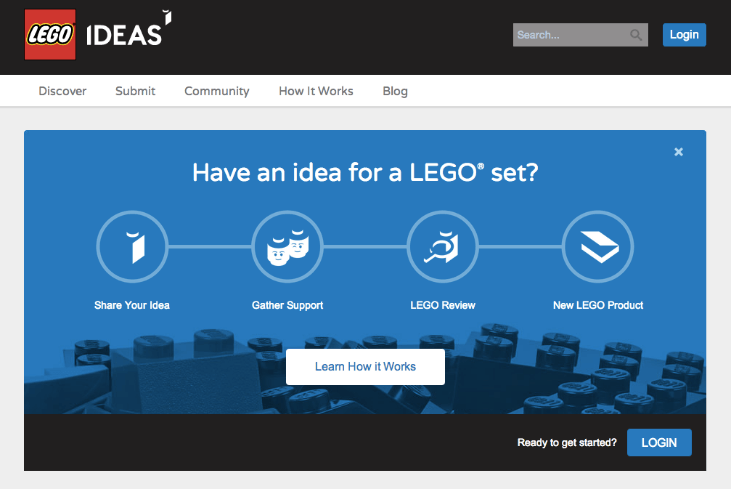 LEGO IDEAS
Search...
Login
Discover Submit Community How It Works Blog
Have an idea for a LEGO® set?
Share Your Idea Gather Support LEGO Review New LEGO Product
Learn How it Works
Ready to get started? LOGIN